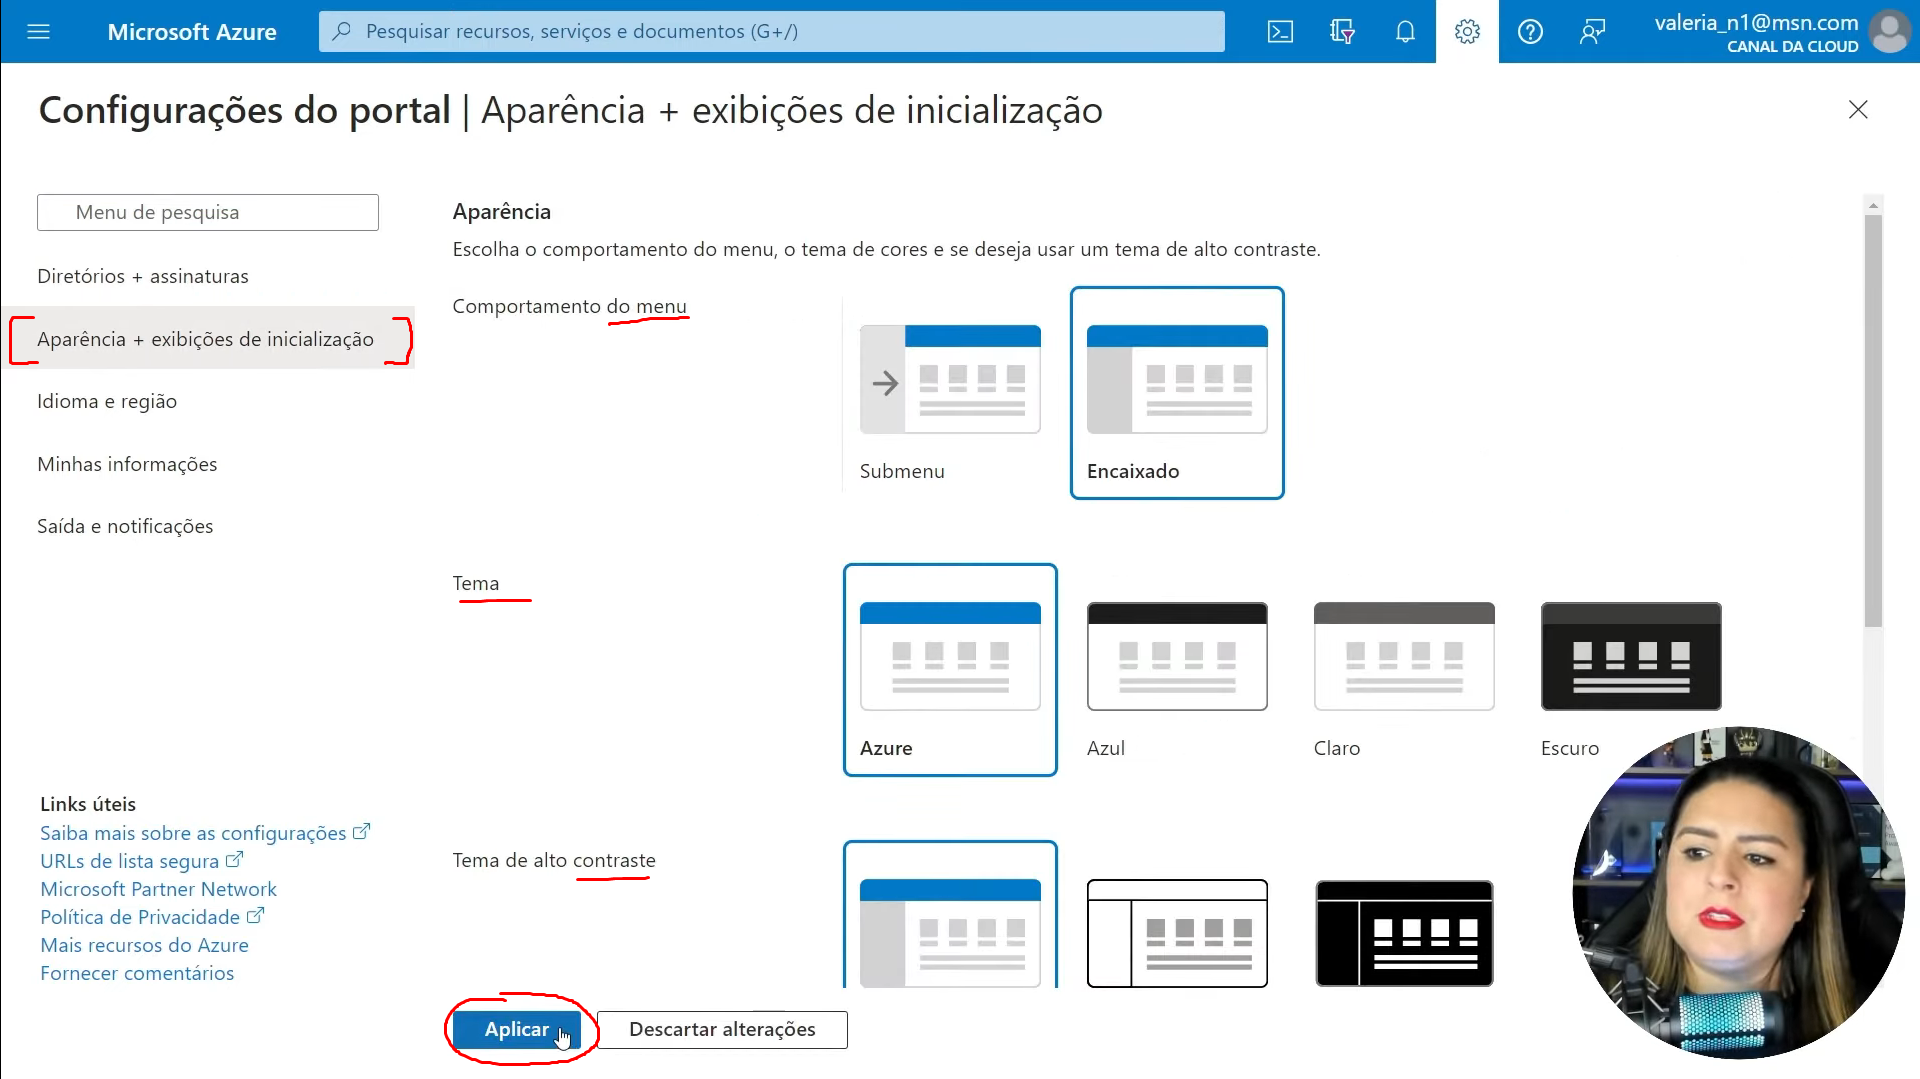 Microsoft Azure
Pesquisar recursos, serviços e documentos (G+/)
valeria_n1@msn.com
CANAL DA CLOUD
Configurações do portal | Aparência + exibições de inicialização
Menu de pesquisa
Diretórios + assinaturas
Aparência + exibições de inicialização
Idioma e região
Minhas informações
Saída e notificações
Links úteis
Saiba mais sobre as configurações
URLs de lista segura
Microsoft Partner Network
Política de Privacidade
Mais recursos do Azure
Fornecer comentários
Aparência
Escolha o comportamento do menu, o tema de cores e se deseja usar um tema de alto contraste.
Comportamento do menu
Submenu
Encaixado
Tema
Azure
Azul
Claro
Escuro
Tema de alto contraste
Aplicar
Descartar alterações